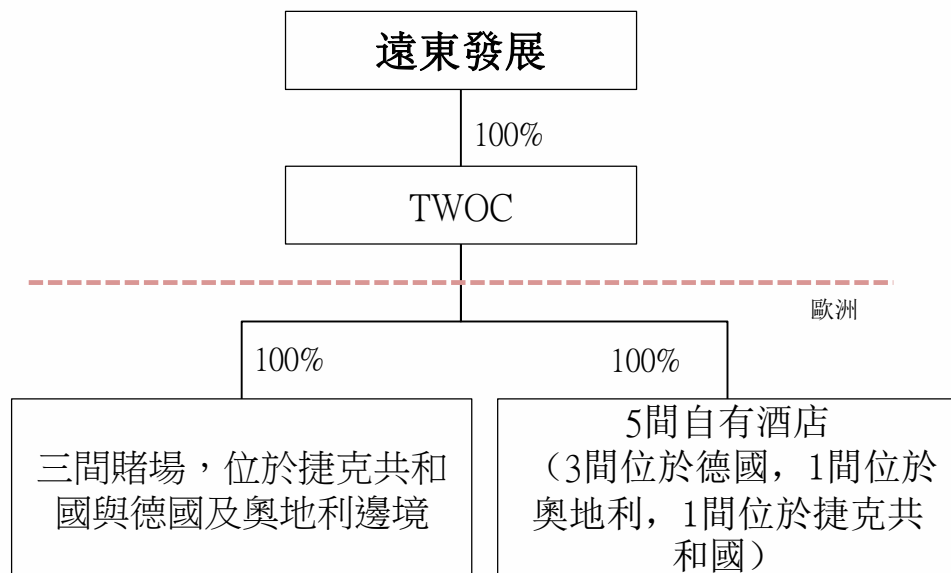 遠東發展
100%
TWOC
歐洲
100%
100%
三間賭場，位於捷克共和
國與德國及奧地利邊境
5間自有酒店
（3間位於德國，1間位於
奧地利，1間位於捷克共
和國）